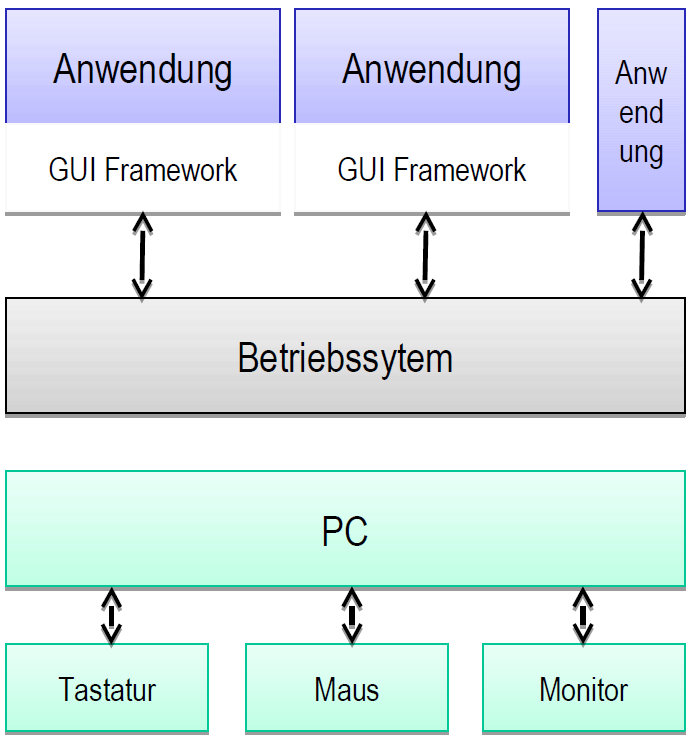 Anwendung
GUI Framework
Anwendung
GUI Framework
Anw
end
ung
Betriebssytem
PC
Tastatur
Maus
Monitor